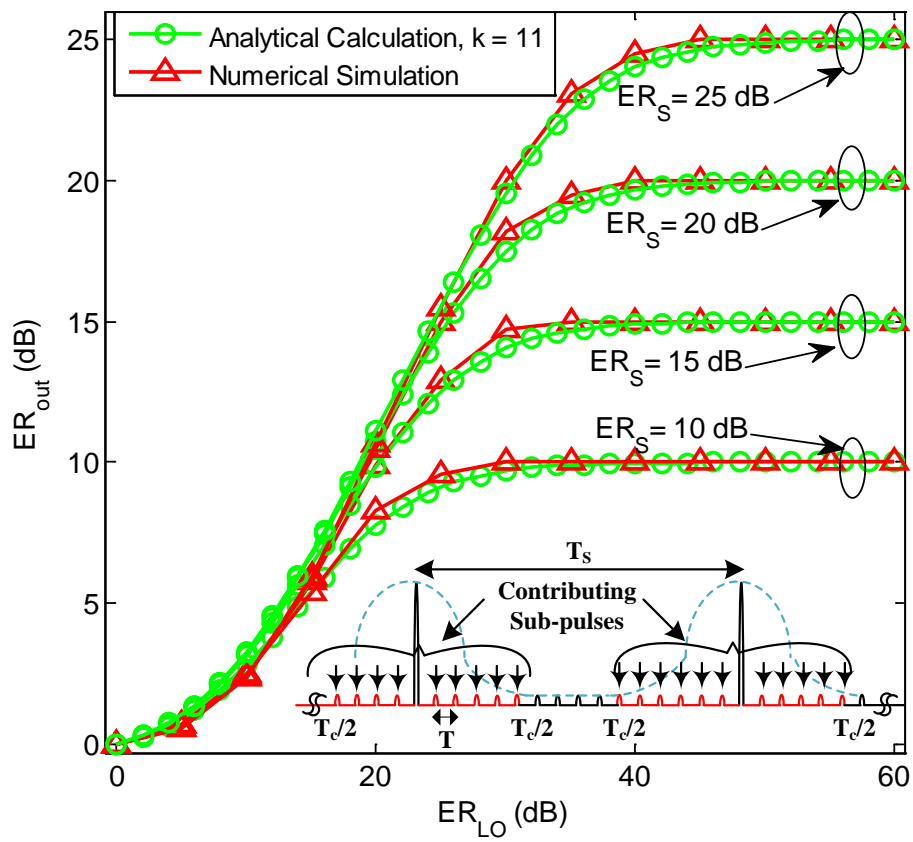 Analytical Calculation, k = 11
Numerical Simulation
25
20
15
10
5
0
ER_out (dB)
ER_S= 25 dB
ER_S= 20 dB
ER_S= 15 dB
ER_S= 10 dB
T_S
Contributing
Sub-pulses
T_c/2
T
T_c/2
T_c/2
T_c/2
0
20
40
60
ER_LO (dB)